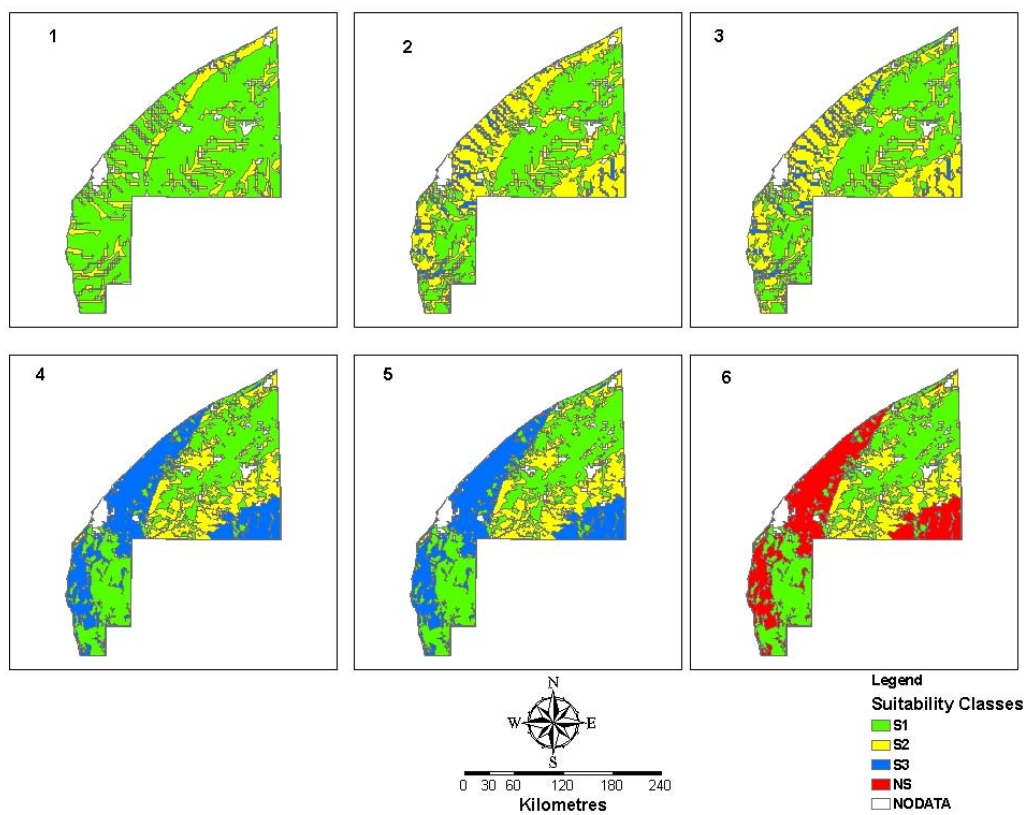 1
2
3
4
5
6
N
W E
S
0 30 60 120 180 240
Kilometres
Legend
Suitability Classes
S1
S2
S3
NS
NODATA